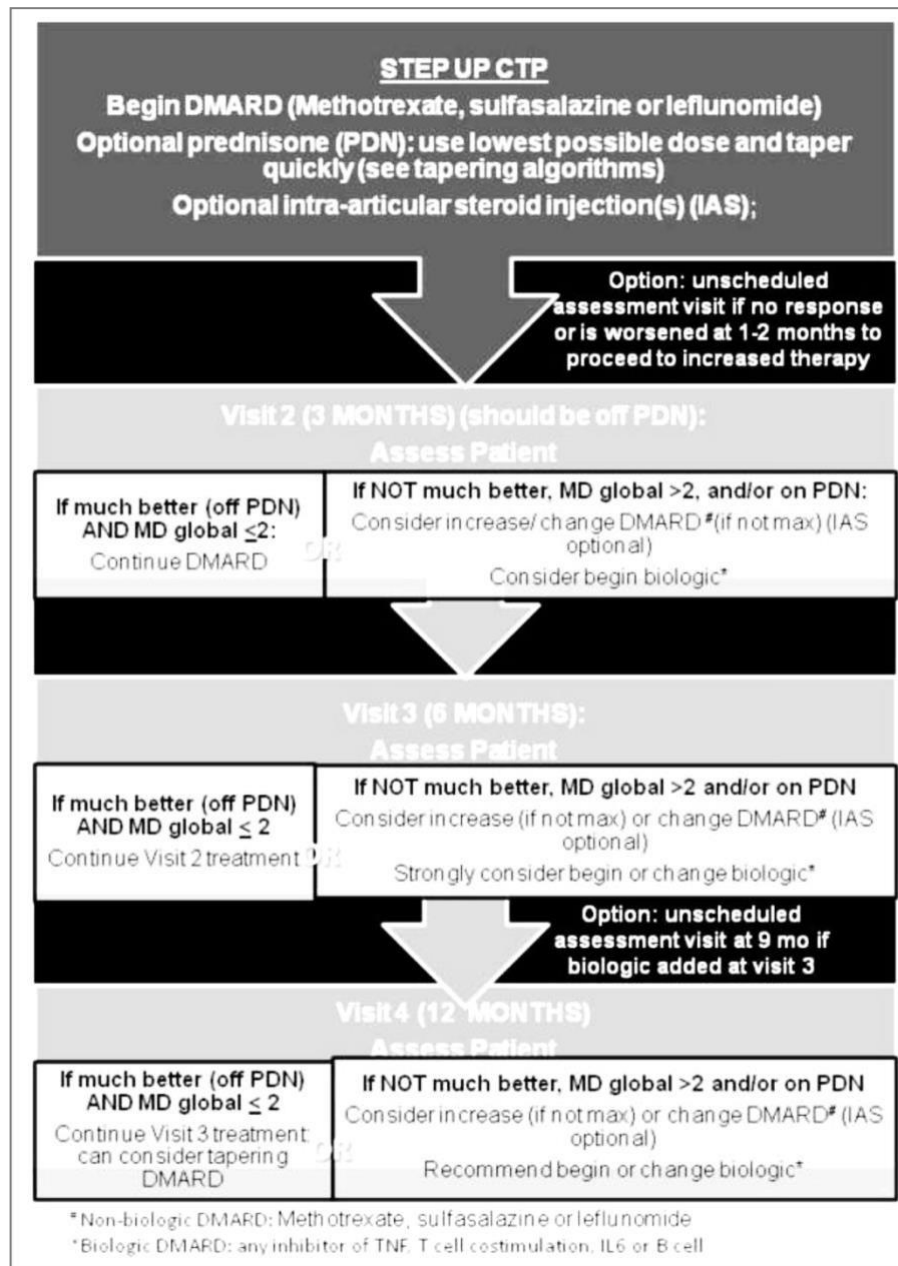 STEP UP CTP
Begin DMARD (Methotrexate, sulfasalazine or leflunomide)
Optional prednisone (PDN): use lowest possible dose and taper
quickly (see tapering algorithms)
Optional intra-articular steroid injection(s) (IAS);
Option: unscheduled
assessment visit if no response
or is worsened at 1-2 months to
proceed to increased therapy
Visit 2 (3 MONTHS) (should be off PDN):
Assess Patient
If much better (off PDN)
AND MD global ≤2:
Continue DMARD
OR
If NOT much better, MD global >2, and/or on PDN:
Consider increase/ change DMARD # (if not max) (IAS
optional)
Consider begin biologic*
Visit 3 (6 MONTHS):
Assess Patient
If much better (off PDN)
AND MD global ≤ 2
Continue Visit 2 treatment
OR
If NOT much better, MD global >2 and/or on PDN
Consider increase (if not max) or change DMARD# (IAS
optional)
Strongly consider begin or change biologic*
Option: unscheduled
assessment visit at 9 mo if
biologic added at visit 3
Visit 4 (12 MONTHS)
Assess Patient
If much better (off PDN)
AND MD global ≤ 2
Continue Visit 3 treatment;
can consider tapering
DMARD
OR
If NOT much better, MD global >2 and/or on PDN
Consider increase (if not max) or change DMARD# (IAS
optional)
Recommend begin or change biologic*
#Non-biologic DMARD: Methotrexate, sulfasalazine or leflunomide
*Biologic DMARD: any inhibitor of TNF, T cell costimulation, IL6 or B cell